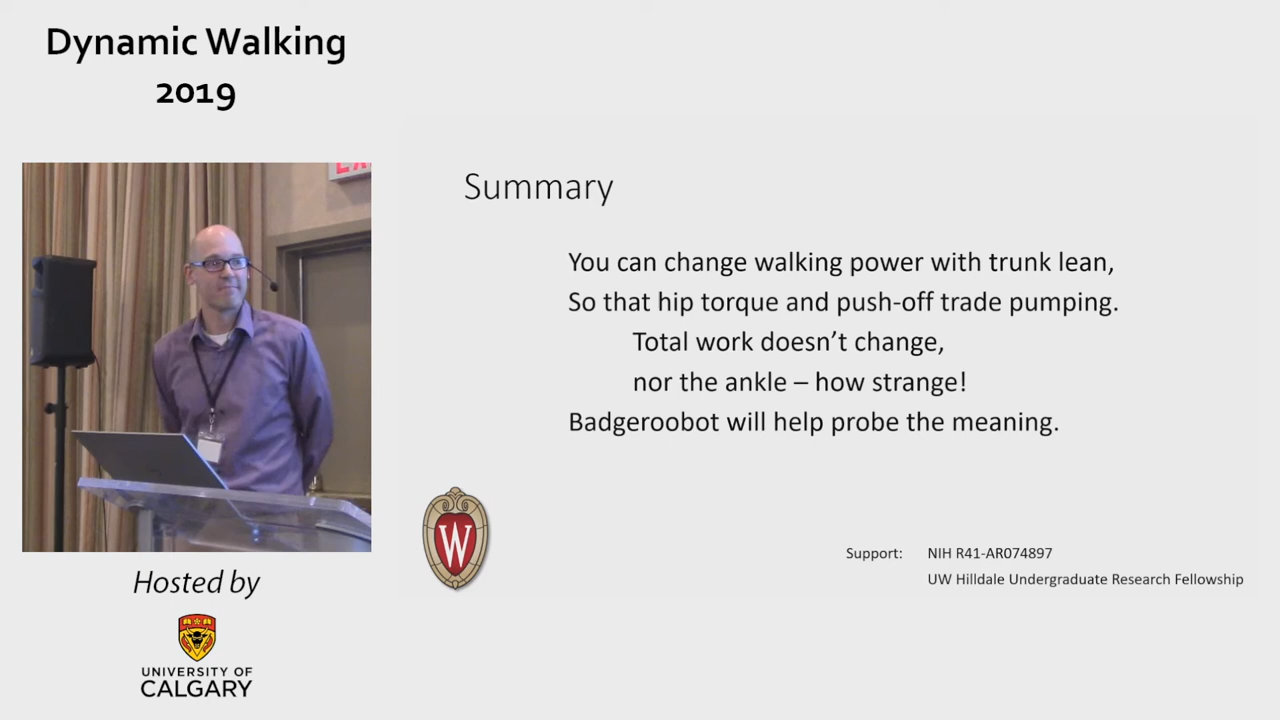 Dynamic Walking
2019
EX
Summary
You can change walking power with trunk lean,
So that hip torque and push-off trade pumping.
Total work doesn't change,
nor the ankle – how strange!
Badgeroobot will help probe the meaning.
W
Support: NIH R41-AR074897
UW Hilldale Undergraduate Research Fellowship
Hosted by
UNIVERSITY OF
CALGARY